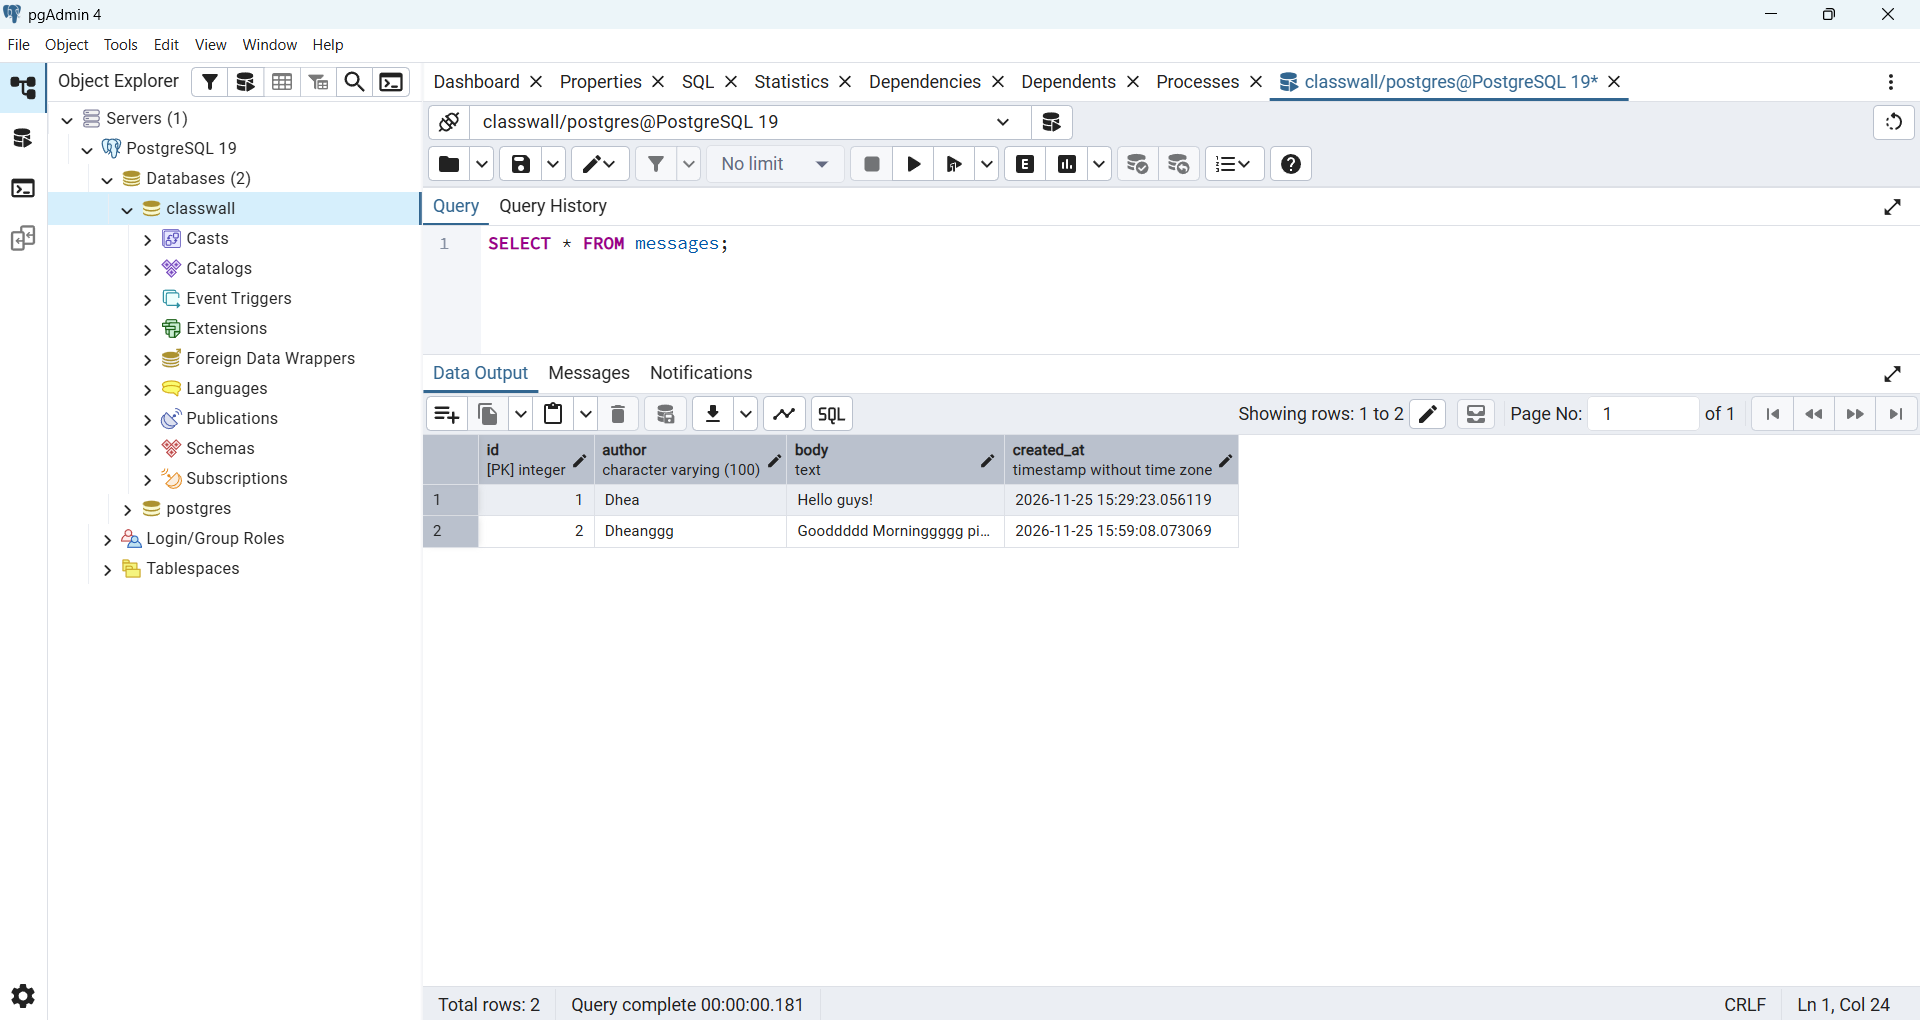 pgAdmin 4
File Object Tools Edit View Window Help
Object Explorer
Dashboard Properties SQL Statistics Dependencies Dependents Processes classwall/postgres@PostgreSQL 19*
Servers (1)
PostgreSQL 19
Databases (2)
classwall
Casts
Catalogs
Event Triggers
Extensions
Foreign Data Wrappers
Languages
Publications
Schemas
Subscriptions
postgres
Login/Group Roles
Tablespaces
classwall/postgres@PostgreSQL 19
No limit
E
Query Query History
1 SELECT * FROM messages;
Data Output Messages Notifications
SQL Showing rows: 1 to 2 Page No: 1 of 1
id author body created_at
[PK] integer character varying (100) text timestamp without time zone
1 1 Dhea Hello guys! 2026-11-25 15:29:23.056119
2 2 Dheanggg Gooddddd Morninggggg pi... 2026-11-25 15:59:08.073069
Total rows: 2 Query complete 00:00:00.181 CRLF Ln 1, Col 24